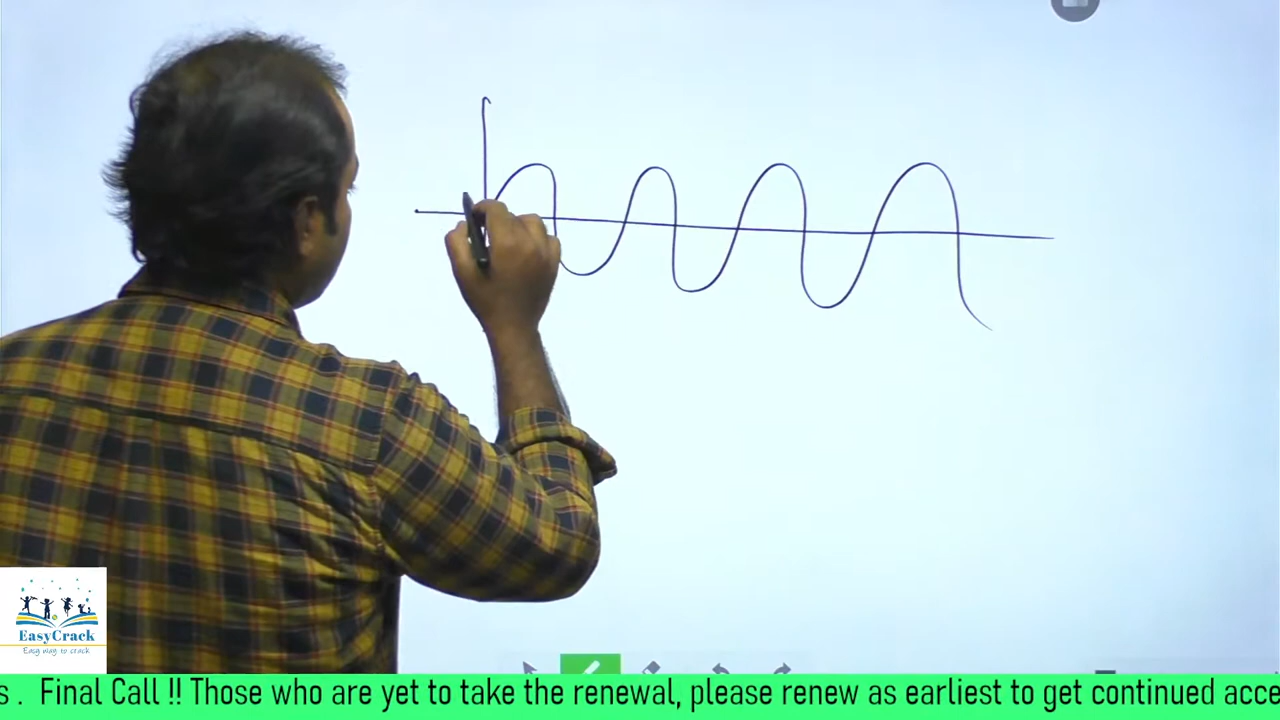 EasyCrack
Easy way to crack
s . Final Call !! Those who are yet to take the renewal, please renew as earliest to get continued acce